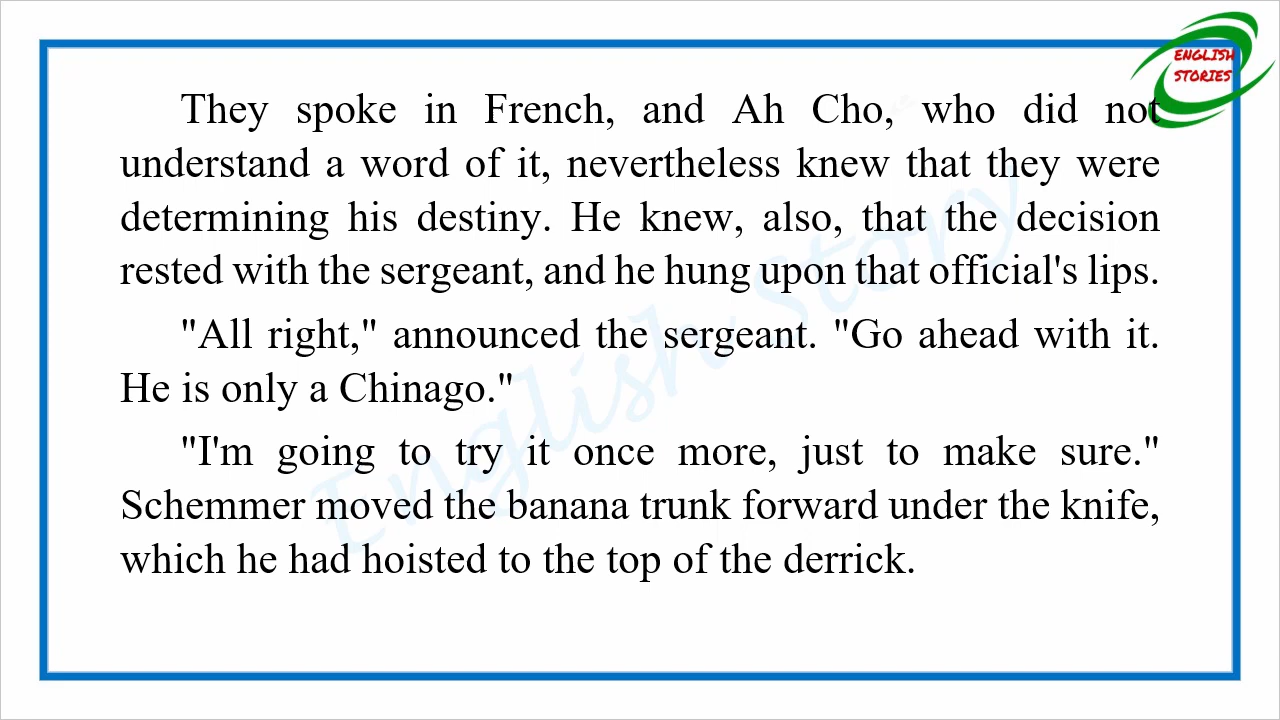 ENGLISH
STORIES
They spoke in French, and Ah Cho, who did not
understand a word of it, nevertheless knew that they were
determining his destiny. He knew, also, that the decision
rested with the sergeant, and he hung upon that official's lips.
"All right," announced the sergeant. "Go ahead with it.
He is only a Chinago."
"I'm going to try it once more, just to make sure."
Schemmer moved the banana trunk forward under the knife,
which he had hoisted to the top of the derrick.
English Story